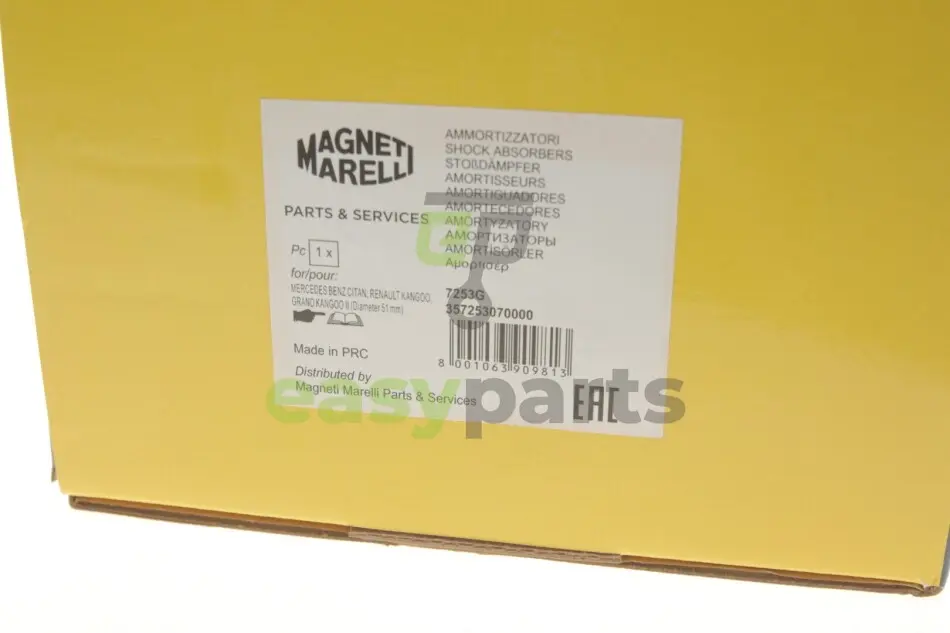 MAGNETI
MARELLI
PARTS & SERVICES
Pc 1 x
for/pour:
MERCEDES BENZ CITAN, RENAULT KANGOO,
GRAND KANGOO II (Diameter 51 mm)
Made in PRC
Distributed by
Magneti Marelli Parts & Services
AMMORTIZZATORI
SHOCK ABSORBERS
STOßDÄMPFER
AMORTISSEURS
AMORTIGUADORES
AMORTECEDORES
AMORTYZATORY
АМОРТИЗАТОРЫ
AMORTISÖRLER
Αμορτισερ
7253G
357253070000
8 001063 909813
EAC
easyparts